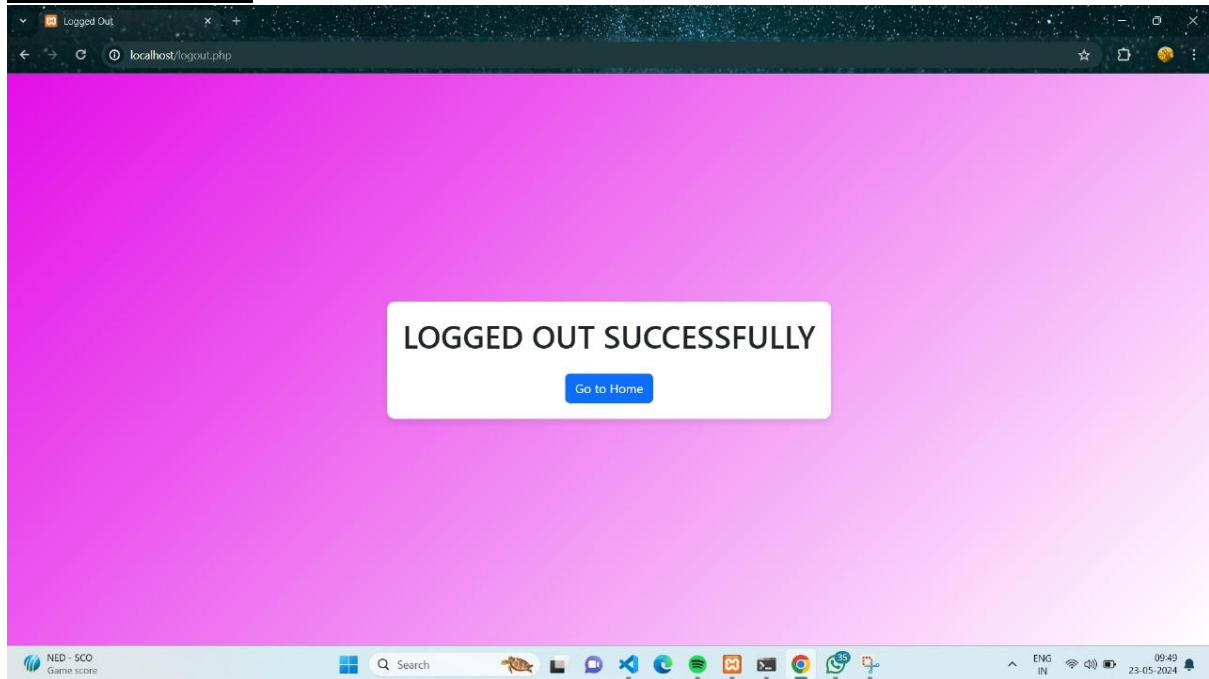 Logged Out
localhost/logout.php
LOGGED OUT SUCCESSFULLY
Go to Home
NED - SCO
Game score
Search
35
ENG
IN
09:49
23-05-2024